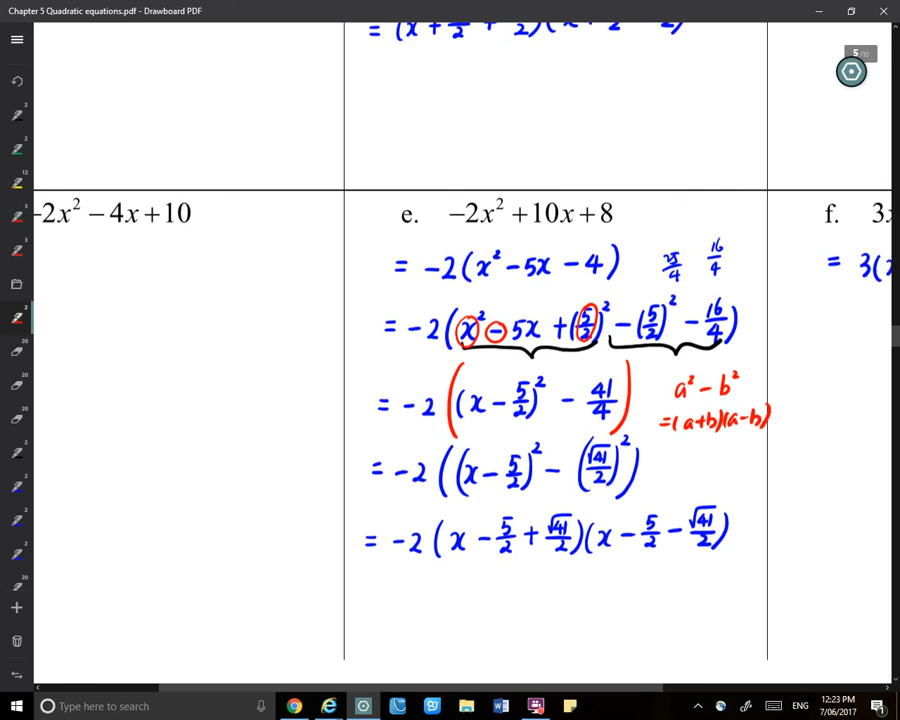 Chapter 5 Quadratic equations.pdf - Drawboard PDF
5/11
-2x² − 4x + 10
e. −2x² + 10x + 8
f. 3x
= −2(x² − 5x − 4)
25/4 16/4
= 3(
= −2(x² − 5x + (5/2)² − (5/2)² − 16/4)
= −2((x − 5/2)² − 41/4)
a² − b²
= (a+b)(a−b)
= −2((x − 5/2)² − (√41/2)²)
= −2(x − 5/2 + √41/2)(x − 5/2 − √41/2)
Type here to search
ENG
12:23 PM
7/06/2017